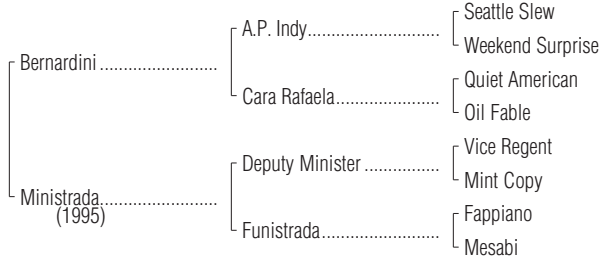 Seattle Slew
A.P. Indy........................................
Weekend Surprise
Bernardini....................................
Quiet American
Cara Rafaela................................
Oil Fable
Vice Regent
Deputy Minister .......................
Mint Copy
Ministrada....................................
(1995)
Fappiano
Funistrada....................................
Mesabi